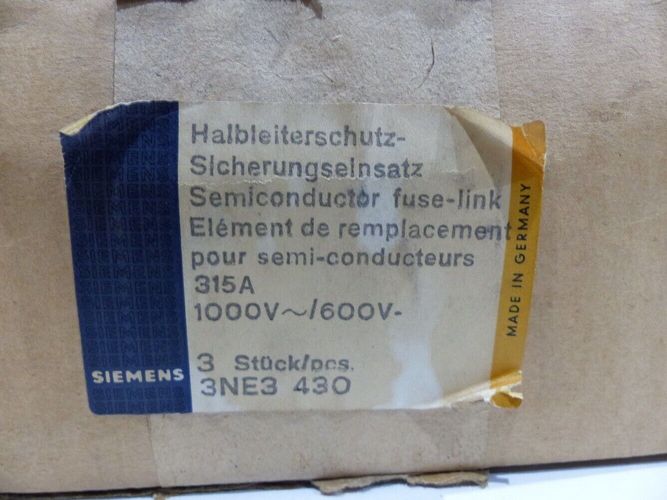 Halbleiterschutz-
Sicherungseinsatz
Semiconductor fuse-link
Elément de remplacement
pour semi-conducteurs
315A
1000V~/600V-
3 Stück/pcs.
3NE3 430
SIEMENS
MADE IN GERMANY